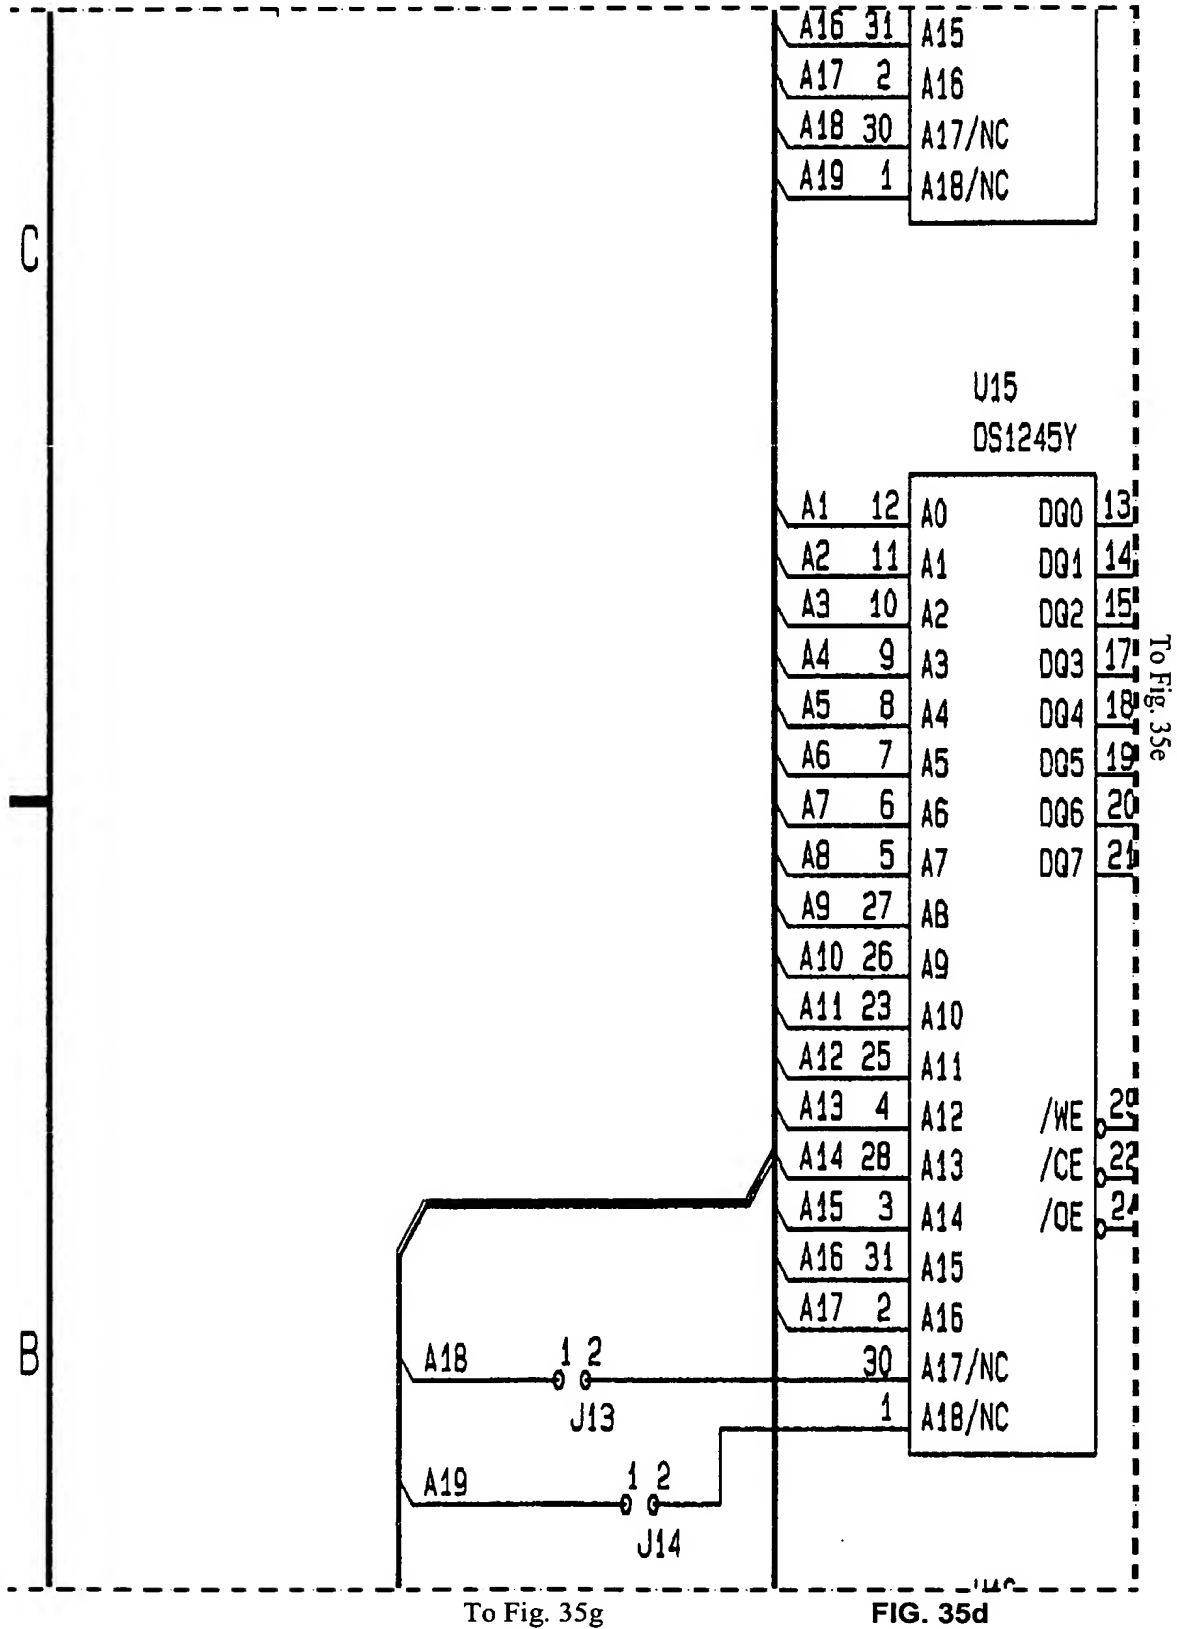 A16 31 A15
A17 2 A16
A18 30 A17/NC
A19 1 A18/NC
C
U15
DS1245Y
A1 12 A0 DQ0 13
A2 11 A1 DQ1 14
A3 10 A2 DQ2 15
A4 9 A3 DQ3 17
A5 8 A4 DQ4 18
A6 7 A5 DQ5 19
A7 6 A6 DQ6 20
A8 5 A7 DQ7 21
A9 27 A8
A10 26 A9
A11 23 A10
A12 25 A11
A13 4 A12 /WE 29
A14 28 A13 /CE 22
A15 3 A14 /OE 24
A16 31 A15
A17 2 A16
B
A18 1 2 30 A17/NC
J13
1 A18/NC
A19 1 2
J14
To Fig. 35e
To Fig. 35g
FIG. 35d